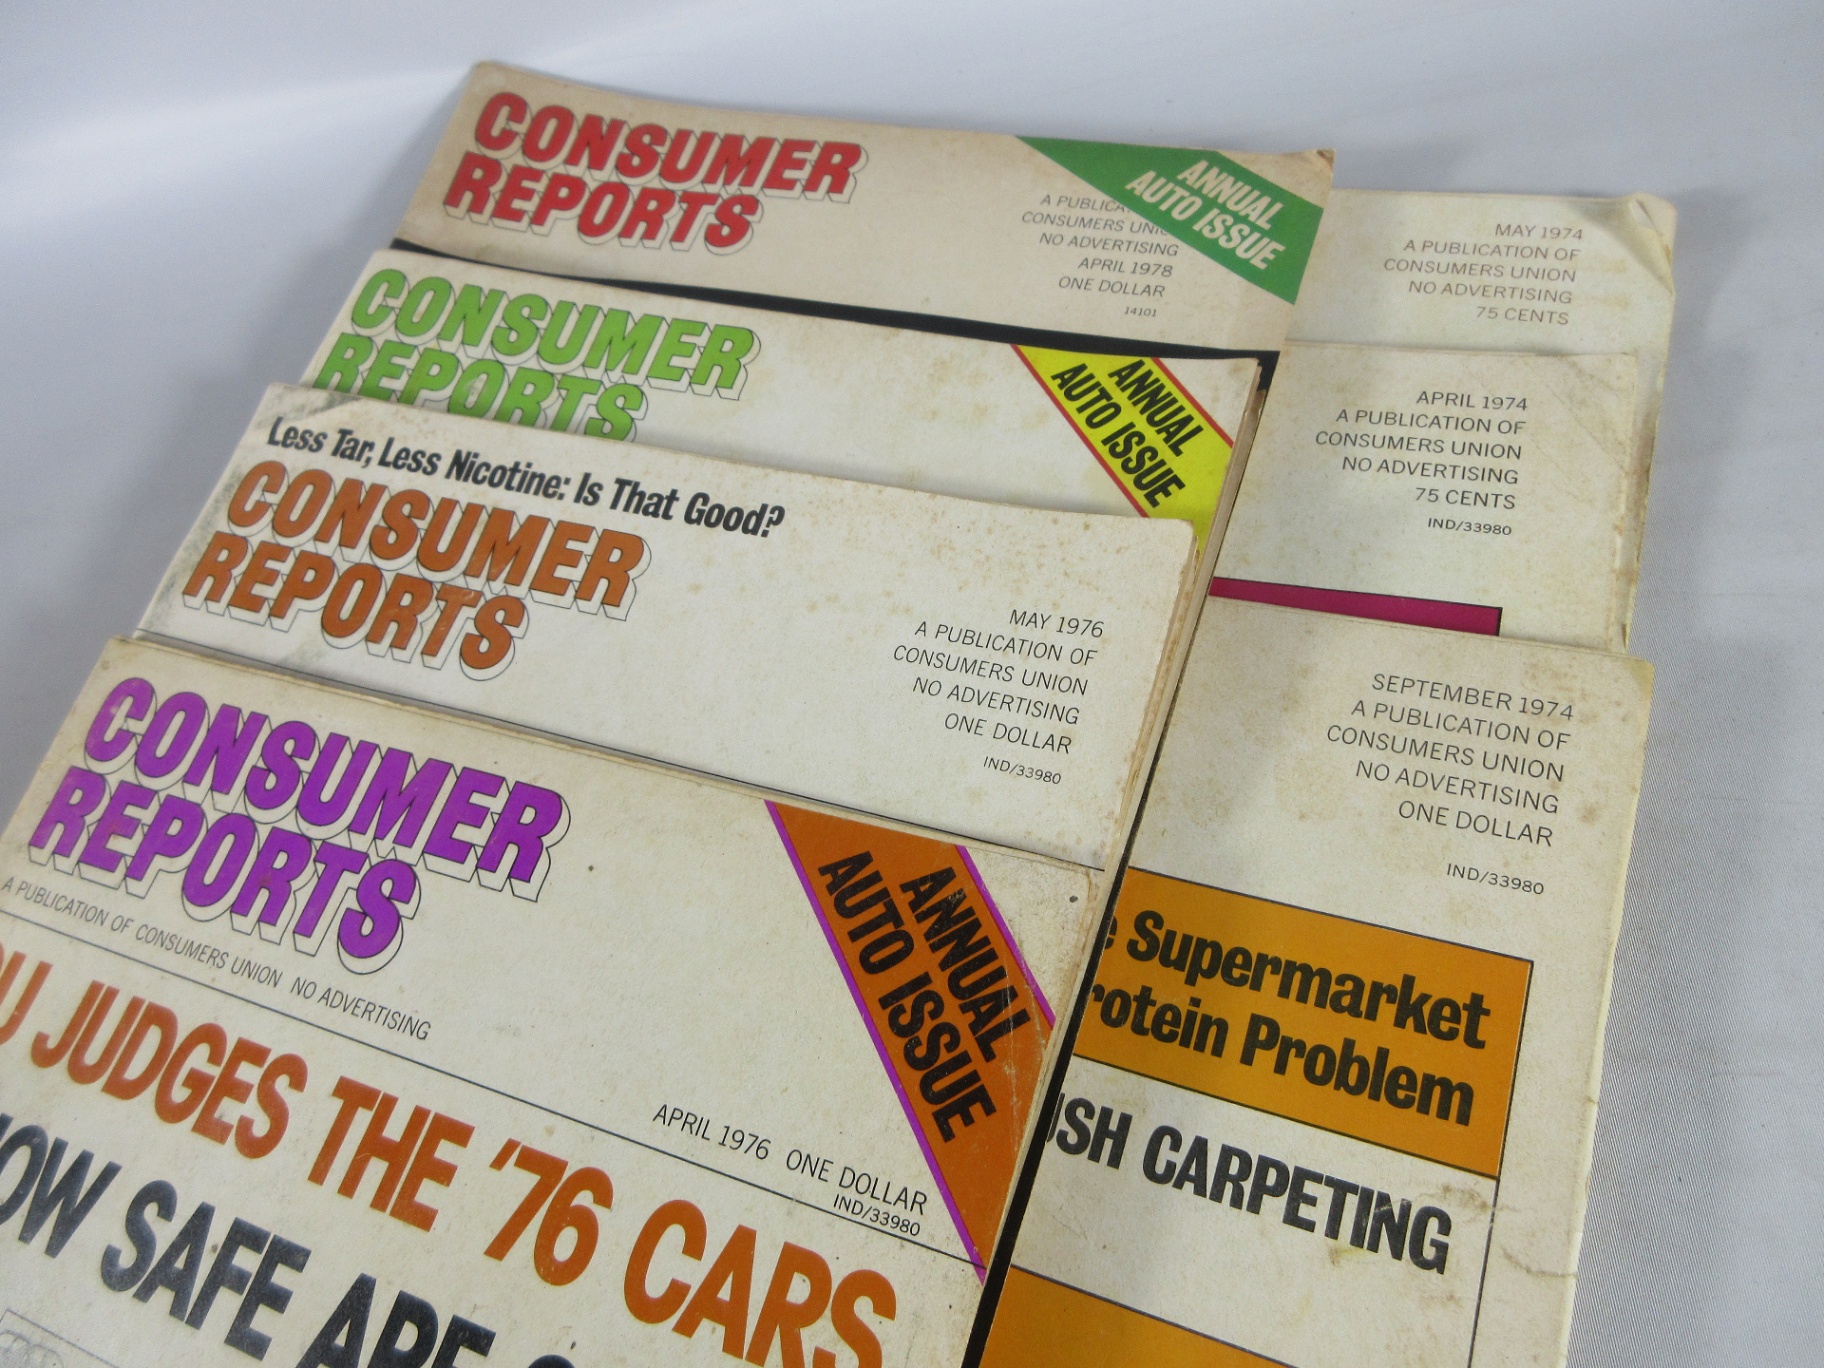 CONSUMER
REPORTS
ANNUAL
AUTO ISSUE
CONSUMERS
NO ADVERTISING
APRIL 1978
ONE DOLLAR
14101
CONSUMER
REPORTS
ANNUAL
AUTO ISSUE
Less Tar, Less Nicotine: Is That Good?
CONSUMER
REPORTS
MAY 1976
A PUBLICATION OF
CONSUMERS UNION
NO ADVERTISING
ONE DOLLAR
IND/33980
CONSUMER
REPORTS
A PUBLICATION OF CONSUMERS UNION NO ADVERTISING
ANNUAL
AUTO ISSUE
APRIL 1976 ONE DOLLAR
IND/33980
JUDGES THE '76 CARS
SAFE ARE
MAY 1974
A PUBLICATION OF
CONSUMERS UNION
NO ADVERTISING
75 CENTS
APRIL 1974
A PUBLICATION OF
CONSUMERS UNION
NO ADVERTISING
75 CENTS
IND/33980
SEPTEMBER 1974
A PUBLICATION OF
CONSUMERS UNION
NO ADVERTISING
ONE DOLLAR
IND/33980
Supermarket
rotein Problem
USH CARPETING